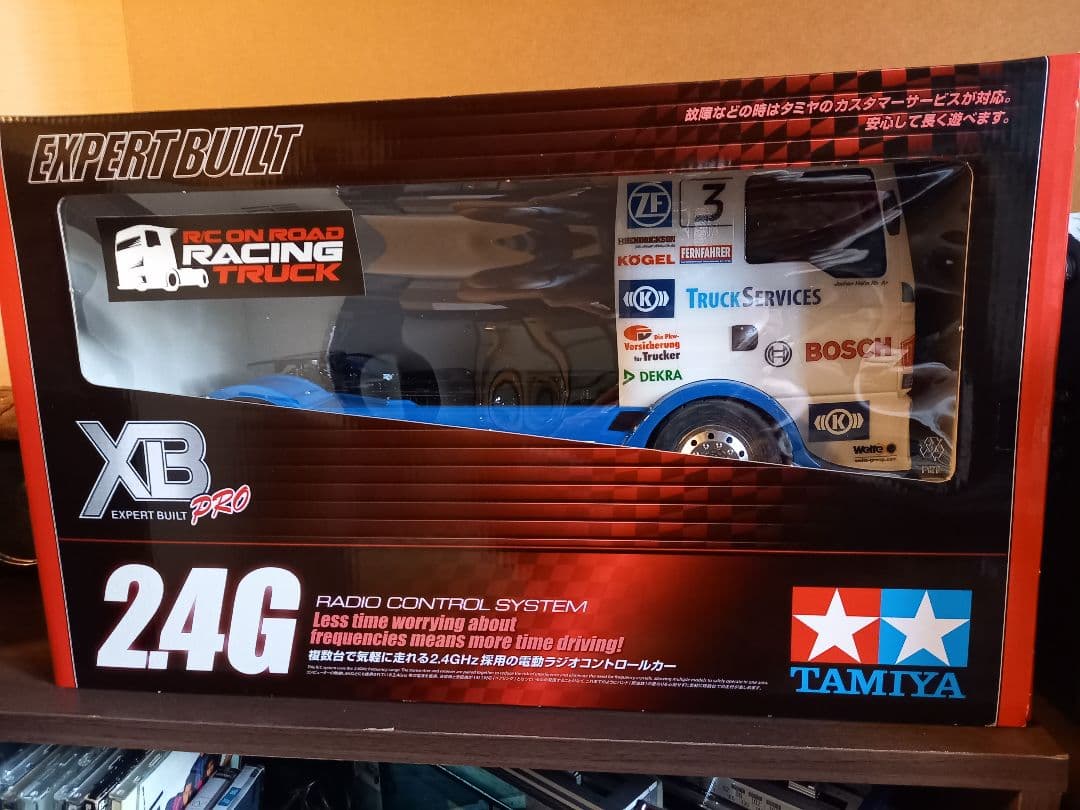 EXPERT BUILT
故障などの時はタミヤのカスタマーサービスが対応。
安心して長く遊べます。
R/C ON ROAD
RACING
TRUCK
ZF
3
HENDRICKSON
KÖGEL
FERNFAHRER
K
TRUCKSERVICES
Die Pkw-
Versicherung
für Trucker
BOSCH
DEKRA
K
XB
EXPERT BUILT PRO
2.4G
RADIO CONTROL SYSTEM
Less time worrying about
frequencies means more time driving!
複数台で気軽に走れる2.4GHz採用の電動ラジオコントロールカー
TAMIYA